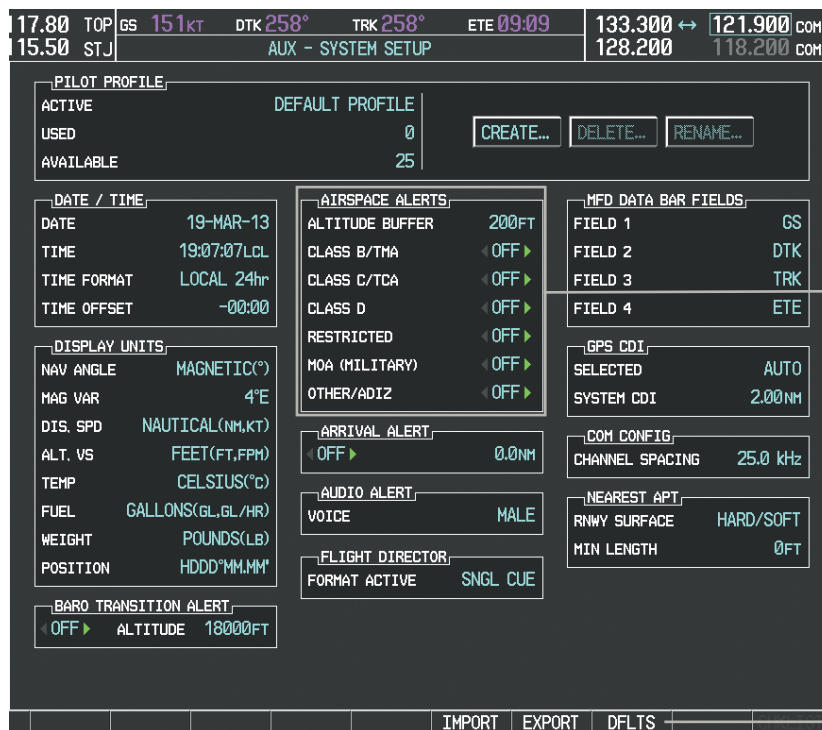 17.80 TOP GS 151KT DTK 258° TRK 258° ETE 09:09 133.300 ↔ 121.900 COM
15.50 STJ AUX - SYSTEM SETUP 128.200 118.200 COM
PILOT PROFILE
ACTIVE DEFAULT PROFILE
USED 0
AVAILABLE 25
CREATE... DELETE... RENAME...
DATE / TIME
DATE 19-MAR-13
TIME 19:07:07LCL
TIME FORMAT LOCAL 24hr
TIME OFFSET -00:00
DISPLAY UNITS
NAV ANGLE MAGNETIC(°)
MAG VAR 4°E
DIS, SPD NAUTICAL(NM,KT)
ALT, VS FEET(FT,FPM)
TEMP CELSIUS(°C)
FUEL GALLONS(GL,GL/HR)
WEIGHT POUNDS(LB)
POSITION HDDD°MM.MM'
BARO TRANSITION ALERT
OFF ALTITUDE 18000FT
AIRSPACE ALERTS
ALTITUDE BUFFER 200FT
CLASS B/TMA OFF
CLASS C/TCA OFF
CLASS D OFF
RESTRICTED OFF
MOA (MILITARY) OFF
OTHER/ADIZ OFF
ARRIVAL ALERT
OFF 0.0NM
AUDIO ALERT
VOICE MALE
FLIGHT DIRECTOR
FORMAT ACTIVE SNGL CUE
MFD DATA BAR FIELDS
FIELD 1 GS
FIELD 2 DTK
FIELD 3 TRK
FIELD 4 ETE
GPS CDI
SELECTED AUTO
SYSTEM CDI 2.00NM
COM CONFIG
CHANNEL SPACING 25.0 kHz
NEAREST APT
RNWY SURFACE HARD/SOFT
MIN LENGTH 0FT
IMPORT EXPORT DFLTS CHKLIST